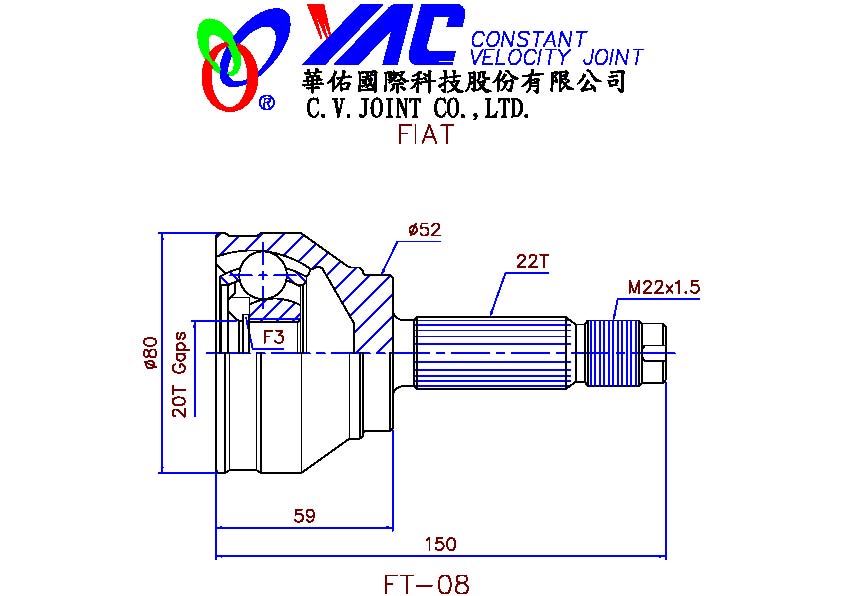 YAC CONSTANT
VELOCITY JOINT
®
華佑國際科技股份有限公司
C.V.JOINT CO.,LTD.
FIAT
ø52
22T
M22x1.5
F3
ø80
20T Gaps
59
150
FT-08